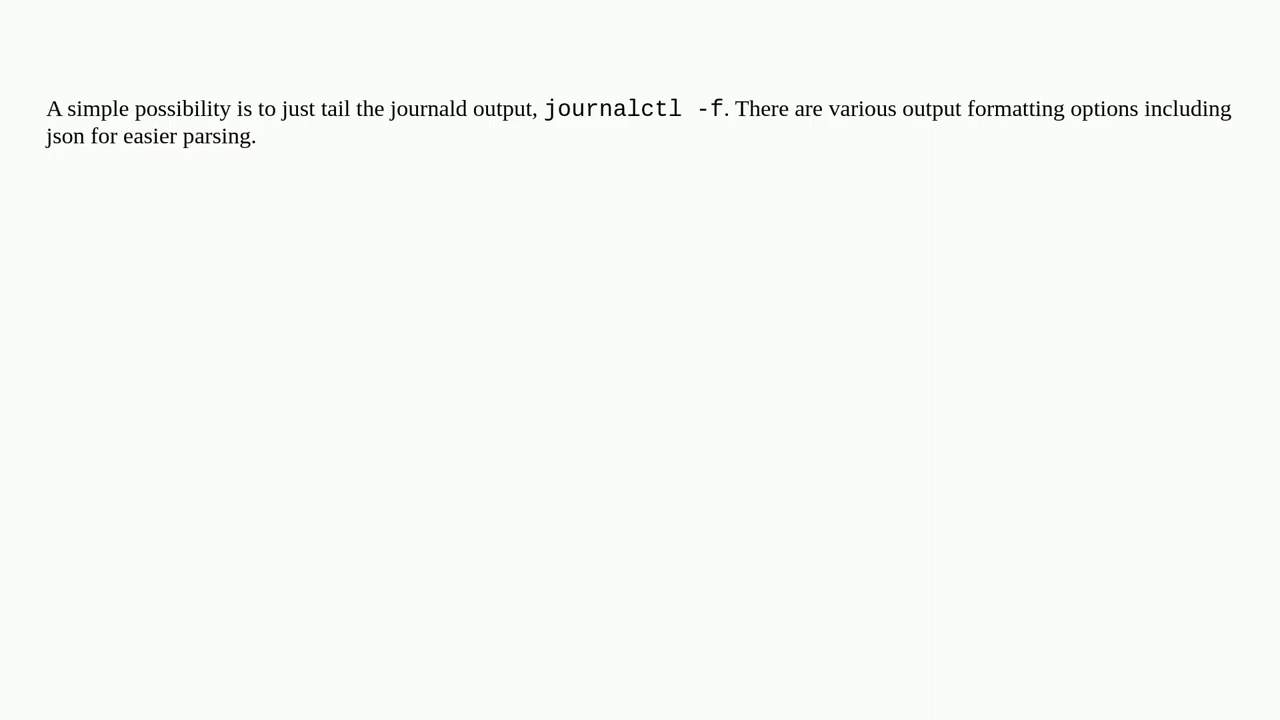 A simple possibility is to just tail the journald output, journalctl -f. There are various output formatting options including
json for easier parsing.